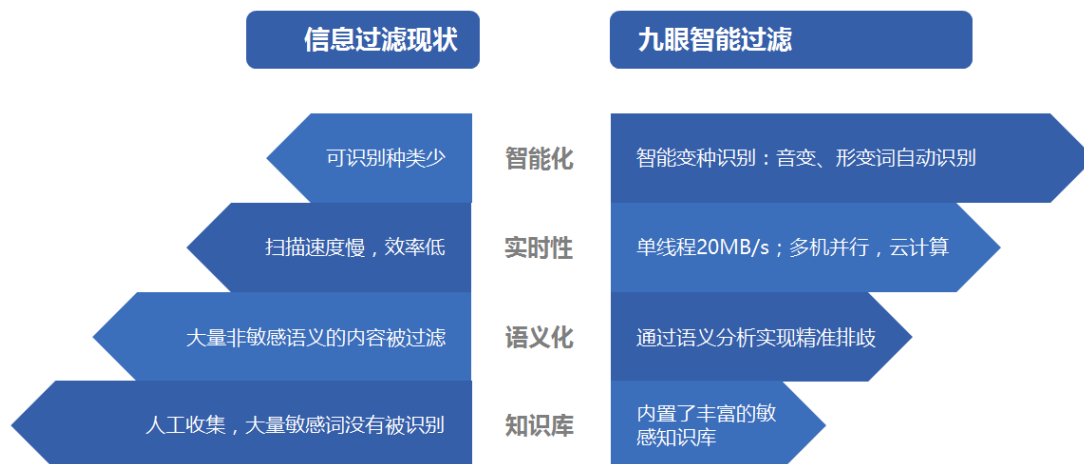 信息过滤现状
九眼智能过滤
可识别种类少
智能化
智能变种识别：音变、形变词自动识别
扫描速度慢，效率低
实时性
单线程20MB/s；多机并行，云计算
大量非敏感语义的内容被过滤
语义化
通过语义分析实现精准排歧
人工收集，大量敏感词没有被识别
知识库
内置了丰富的敏
感知识库